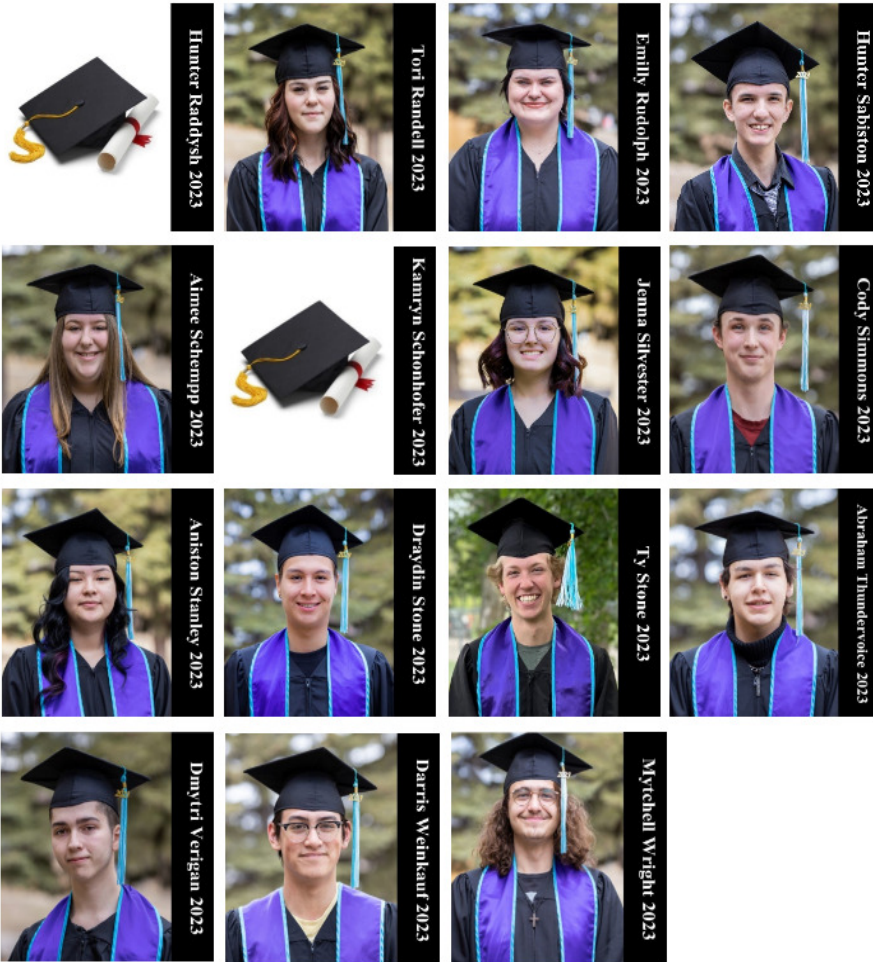 Hunter Raddysh 2023
Tori Randell 2023
Emilly Rudolph 2023
Hunter Sabiston 2023
Aimee Schempp 2023
Kamryn Schonhofer 2023
Jenna Silvester 2023
Cody Simmons 2023
Aniston Stanley 2023
Draydin Stone 2023
Ty Stone 2023
Abraham Thundervoice 2023
Dmytri Verigan 2023
Darris Weinkauf 2023
Mytchell Wright 2023